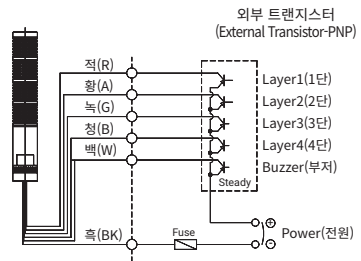 외부 트랜지스터
(External Transistor-PNP)
적(R)
황(A)
녹(G)
청(B)
백(W)
Layer1(1단)
Layer2(2단)
Layer3(3단)
Layer4(4단)
Buzzer(부저)
Steady
흑(BK)
Fuse
Power(전원)